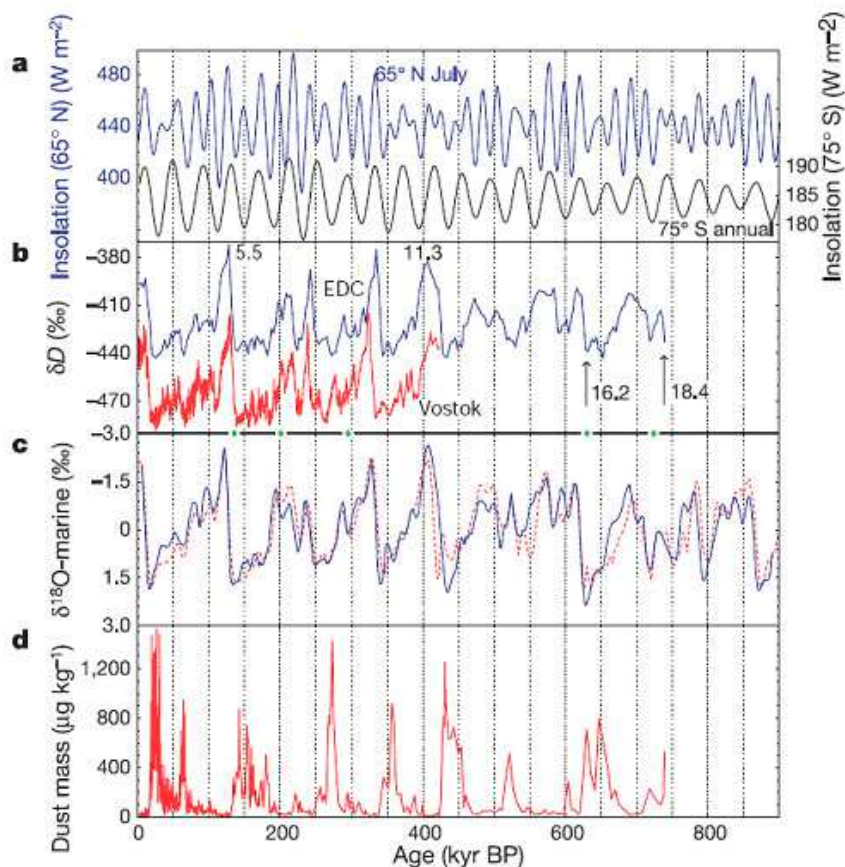 a
Insolation (65° N) (W m⁻²)
480
440
400
65° N July
Insolation (75° S) (W m⁻²)
190
185
180
75° S annual
b
δD (‰)
−380
−410
−440
−470
5.5
11.3
EDC
Vostok
16.2
18.4
c
δ¹⁸O-marine (‰)
−3.0
−1.5
0
1.5
3.0
d
Dust mass (μg kg⁻¹)
1,200
800
400
0
0
200
400
600
800
Age (kyr BP)